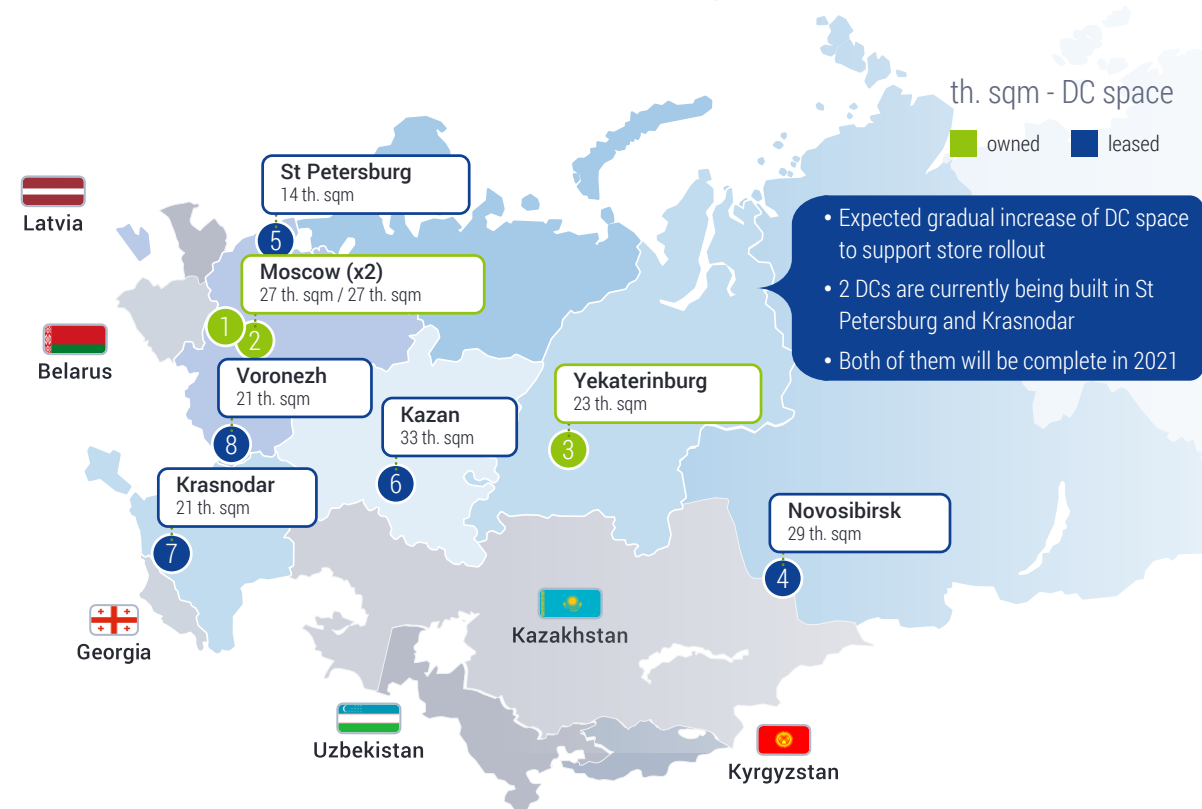 th. sqm - DC space
owned
leased
St Petersburg
14 th. sqm
5
Latvia
• Expected gradual increase of DC space
to support store rollout
• 2 DCs are currently being built in St
Petersburg and Krasnodar
• Both of them will be complete in 2021
Moscow (x2)
27 th. sqm / 27 th. sqm
1
2
Belarus
Voronezh
21 th. sqm
8
Kazan
33 th. sqm
6
Yekaterinburg
23 th. sqm
3
Krasnodar
21 th. sqm
7
Novosibirsk
29 th. sqm
4
Kazakhstan
Georgia
Uzbekistan
Kyrgyzstan